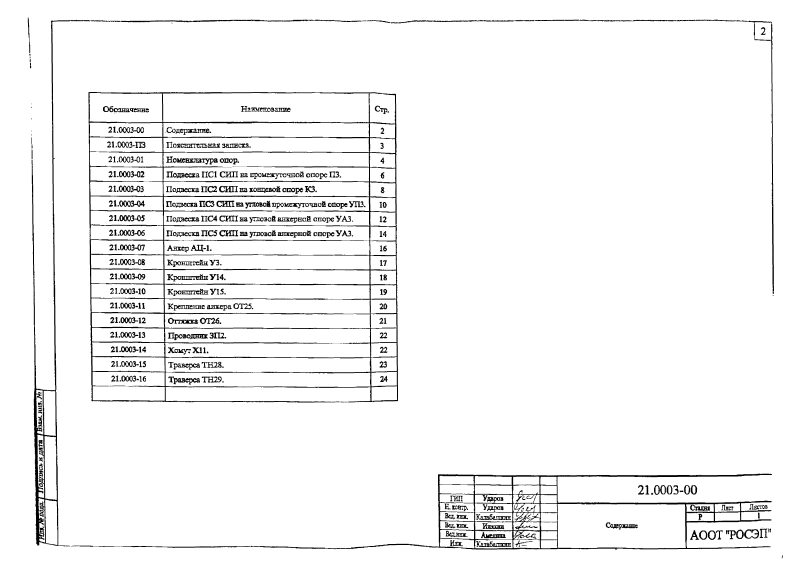 2
Обозначение Наименование Стр.
21.0003-00 Содержание. 2
21.0003-ПЗ Пояснительная записка. 3
21.0003-01 Номенклатура опор. 4
21.0003-02 Подвеска ПС1 СИП на промежуточной опоре П3. 6
21.0003-03 Подвеска ПС2 СИП на концевой опоре К3. 8
21.0003-04 Подвеска ПС3 СИП на угловой промежуточной опоре УП3. 10
21.0003-05 Подвеска ПС4 СИП на угловой анкерной опоре УА3. 12
21.0003-06 Подвеска ПС5 СИП на угловой анкерной опоре УА3. 14
21.0003-07 Анкер АЦ-1. 16
21.0003-08 Кронштейн У3. 17
21.0003-09 Кронштейн У14. 18
21.0003-10 Кронштейн У15. 19
21.0003-11 Крепление анкера ОТ25. 20
21.0003-12 Оттяжка ОТ26. 21
21.0003-13 Проводник ЗП2. 22
21.0003-14 Хомут Х11. 22
21.0003-15 Траверса ТН28. 23
21.0003-16 Траверса ТН29. 24
Взам. инв. №
Подпись и дата
Инв. № подл.
21.0003-00
ГИП Ударов
Н. контр. Ударов
Вед. инж. Калабашкин
Вед. инж.
Вед. инж. Амелина
Инж. Калабашкин
Содержание
Стадия Лист Листов
Р 1
АООТ "РОСЭП"